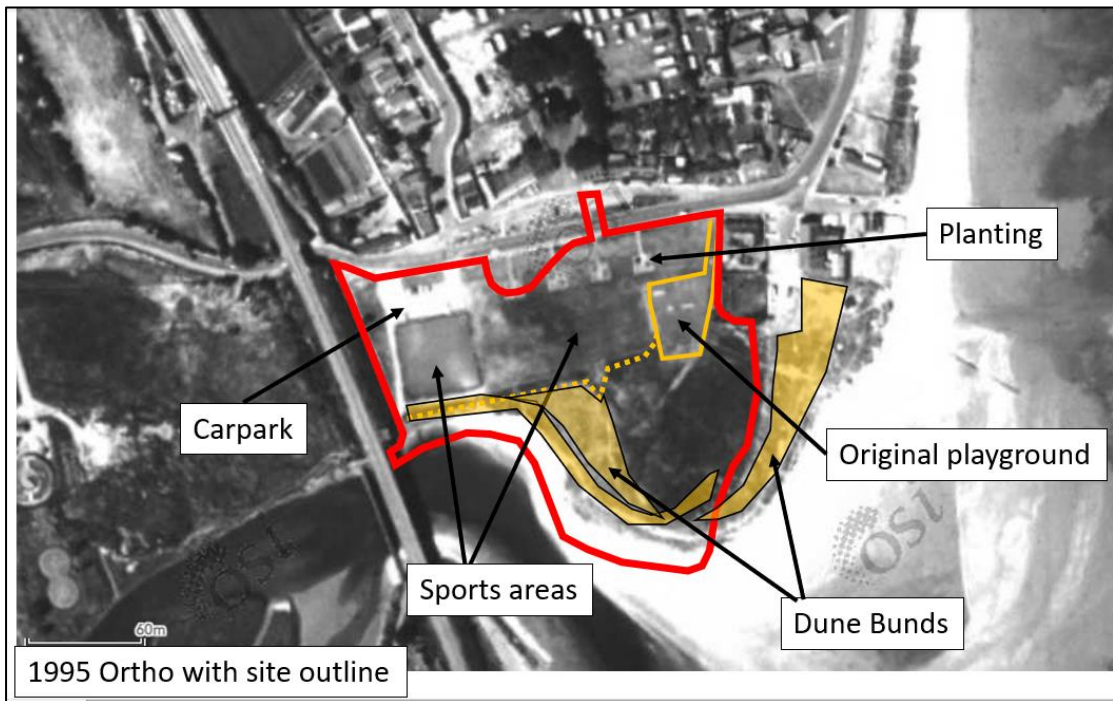 Planting
Carpark
Original playground
Sports areas
Dune Bunds
OSi
OSi
60m
1995 Ortho with site outline